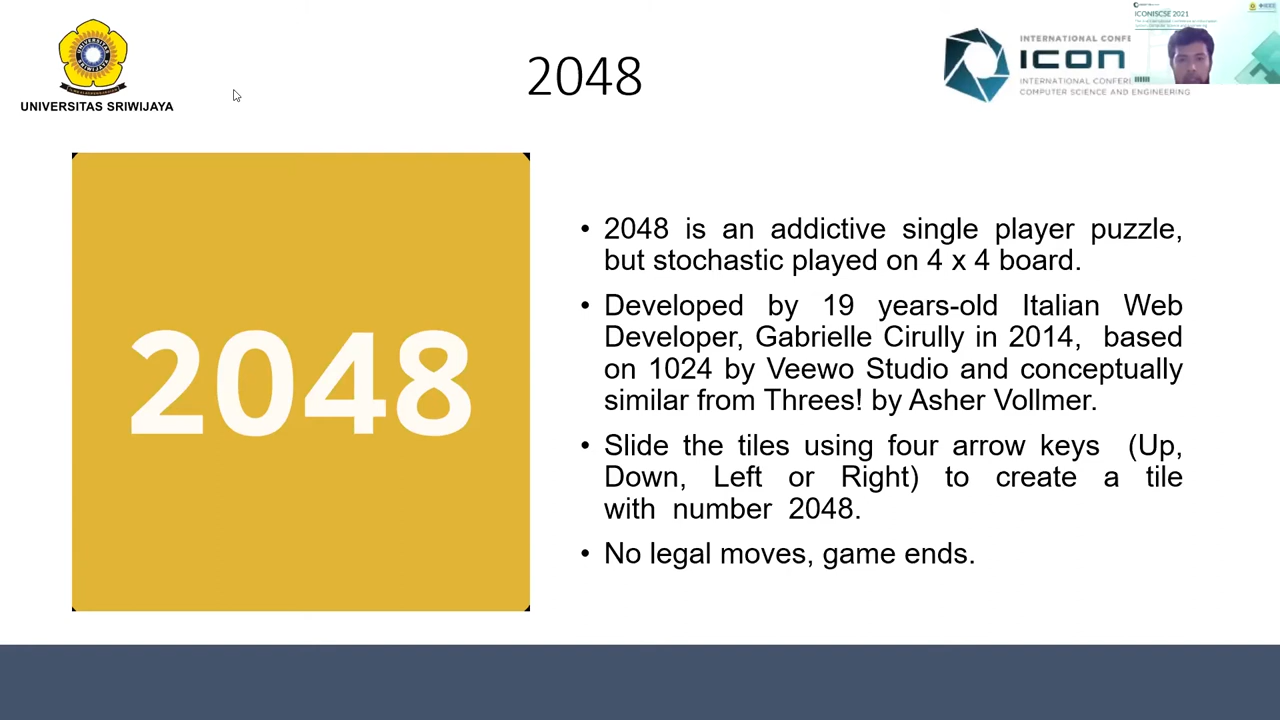 UNIVERSITAS SRIWIJAYA
2048
INTERNATIONAL CONFE
ICON
INTERNATIONAL CONFERE
COMPUTER SCIENCE AND ENGINEERING
ICONISCSE 2021
2048
• 2048 is an addictive single player puzzle,
but stochastic played on 4 x 4 board.
• Developed by 19 years-old Italian Web
Developer, Gabrielle Cirully in 2014, based
on 1024 by Veewo Studio and conceptually
similar from Threes! by Asher Vollmer.
• Slide the tiles using four arrow keys (Up,
Down, Left or Right) to create a tile
with number 2048.
• No legal moves, game ends.